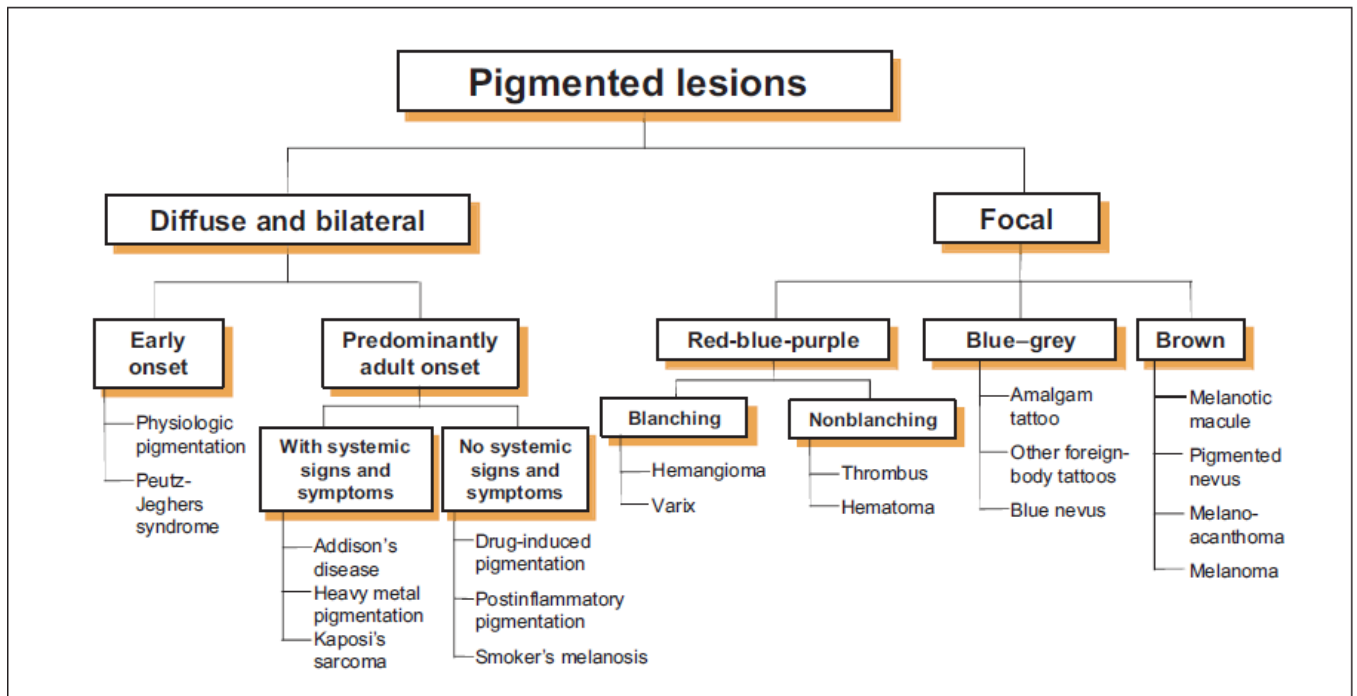 Pigmented lesions
Diffuse and bilateral
Focal
Early
onset
Predominantly
adult onset
Red-blue-purple
Blue–grey
Brown
Physiologic
pigmentation
Peutz-
Jeghers
syndrome
With systemic
signs and
symptoms
No systemic
signs and
symptoms
Blanching
Nonblanching
Addison's
disease
Heavy metal
pigmentation
Kaposi's
sarcoma
Drug-induced
pigmentation
Postinflammatory
pigmentation
Smoker's melanosis
Hemangioma
Varix
Thrombus
Hematoma
Amalgam
tattoo
Other foreign-
body tattoos
Blue nevus
Melanotic
macule
Pigmented
nevus
Melano-
acanthoma
Melanoma